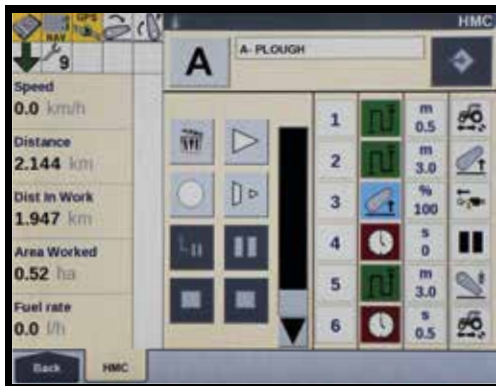 GPS
HMC
NAV
9
A
A- PLOUGH
Speed
0.0 km/h
Distance
2.144 km
Dist In Work
1.947 km
Area Worked
0.52 ha
Fuel rate
0.0 l/h
1 m 0.5
2 m 3.0
3 % 100
4 s 0
5 m 3.0
6 s 0.5
Back HMC